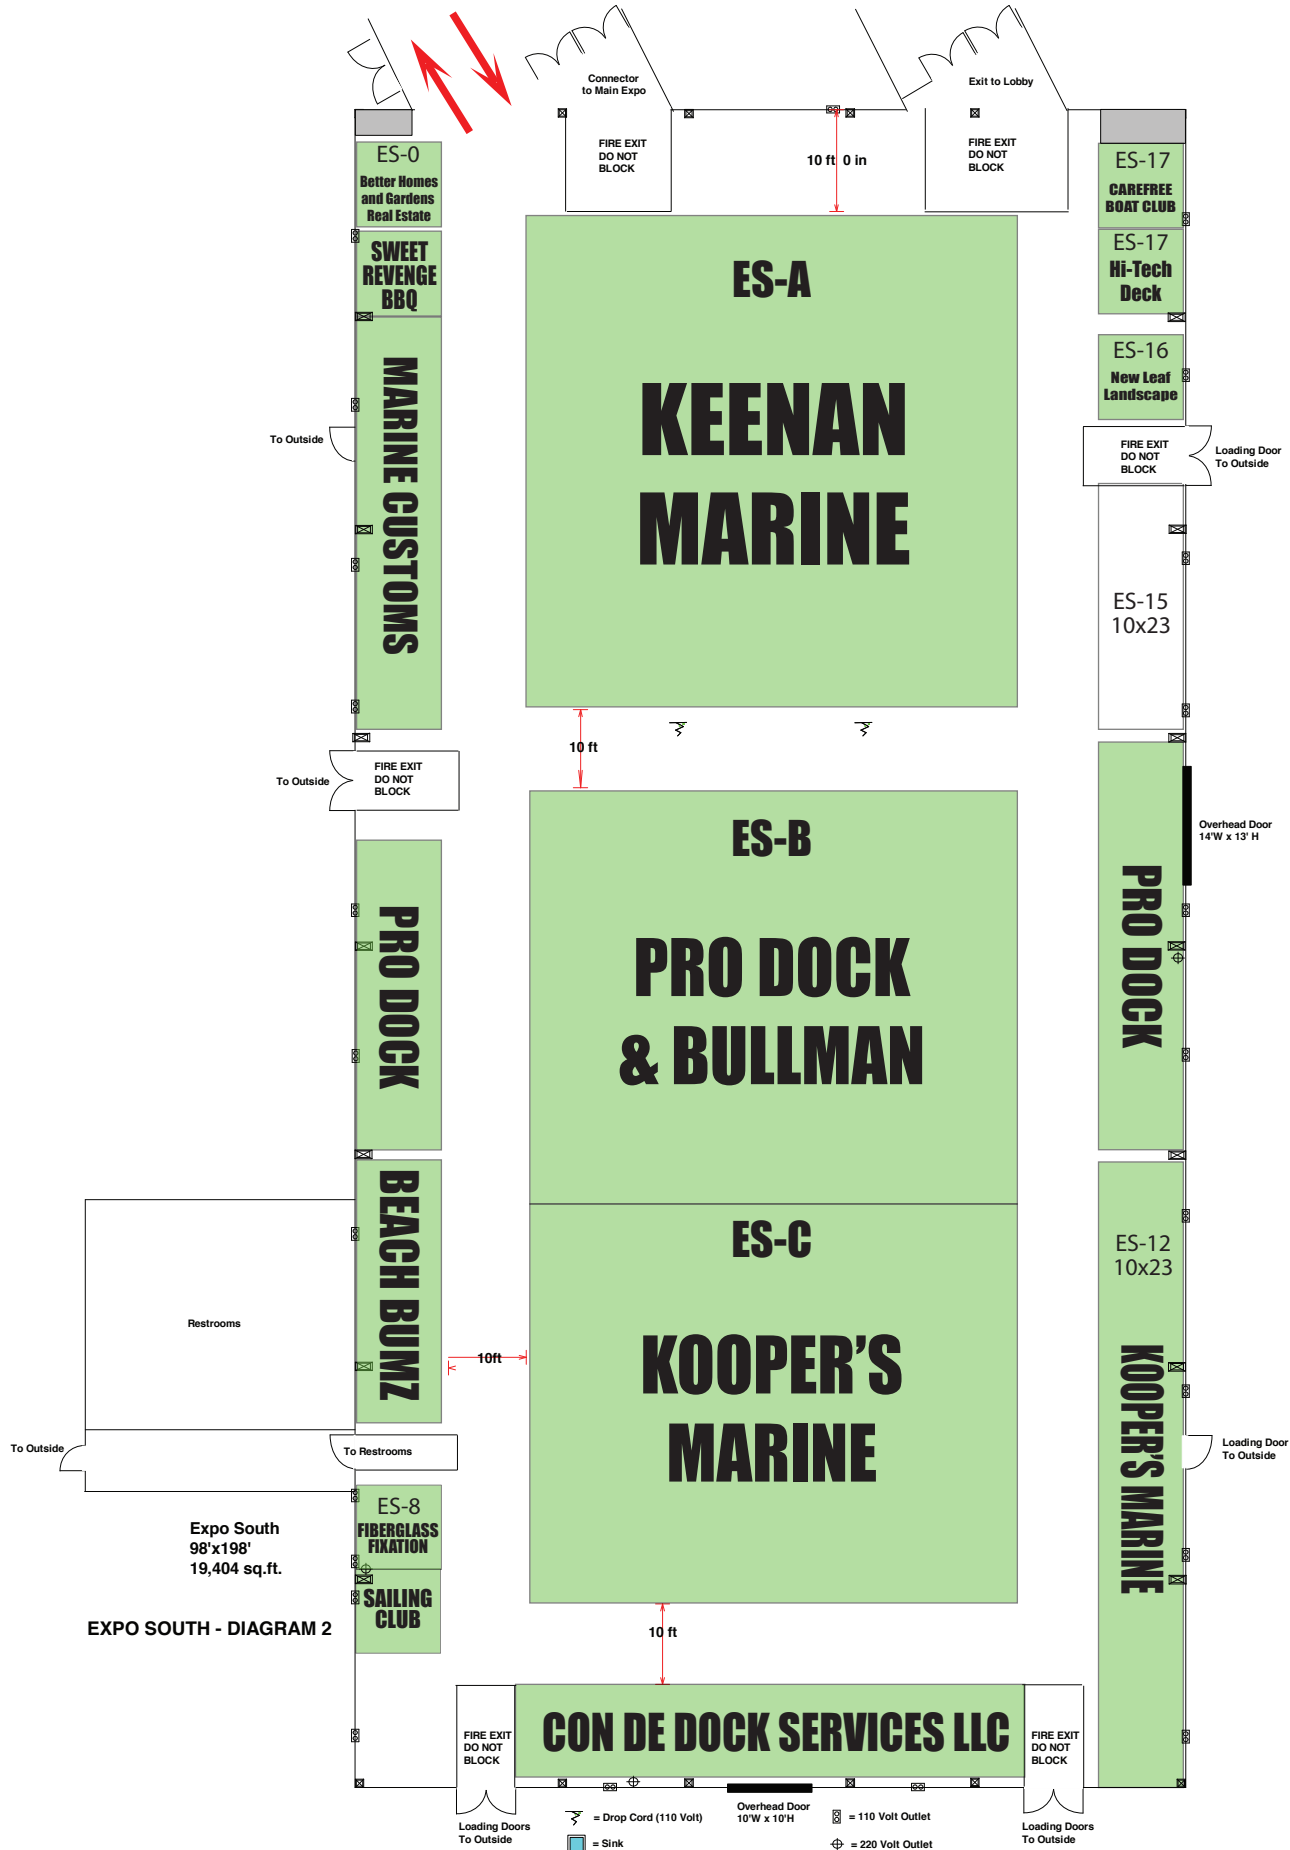 Connector
to Main Expo
Exit to Lobby
FIRE EXIT
DO NOT
BLOCK
10 ft  0 in
FIRE EXIT
DO NOT
BLOCK
ES-0
Better Homes
and Gardens
Real Estate
SWEET
REVENGE
BBQ
MARINE CUSTOMS
To Outside
ES-A
KEENAN
MARINE
ES-17
CAREFREE
BOAT CLUB
ES-17
Hi-Tech
Deck
ES-16
New Leaf
Landscape
FIRE EXIT
DO NOT
BLOCK
Loading Door
To Outside
ES-15
10x23
10 ft
To Outside
FIRE EXIT
DO NOT
BLOCK
ES-B
PRO DOCK
& BULLMAN
PRO DOCK
Overhead Door
14'W x 13' H
PRO DOCK
BEACH BUMZ
Restrooms
10ft
ES-C
KOOPER'S
MARINE
ES-12
10x23
KOOPER'S MARINE
To Outside
To Restrooms
Loading Door
To Outside
ES-8
FIBERGLASS
FIXATION
SAILING
CLUB
Expo South
98'x198'
19,404 sq.ft.
EXPO SOUTH - DIAGRAM 2
10 ft
FIRE EXIT
DO NOT
BLOCK
CON DE DOCK SERVICES LLC
FIRE EXIT
DO NOT
BLOCK
Loading Doors
To Outside
= Drop Cord (110 Volt)
= Sink
Overhead Door
10'W x 10'H
= 110 Volt Outlet
= 220 Volt Outlet
Loading Doors
To Outside